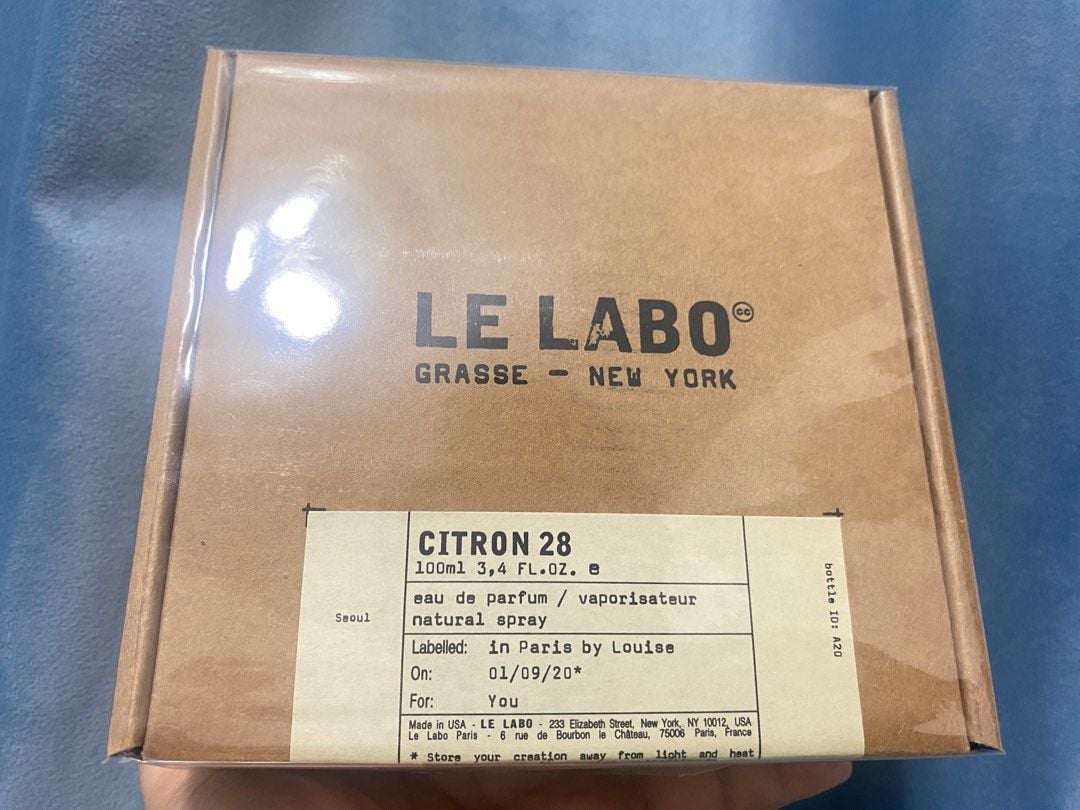 LE LABO
cc
GRASSE — NEW YORK
CITRON 28
100ml 3,4 FL.OZ. e
eau de parfum / vaporisateur
natural spray
Seoul
Labelled: in Paris by Louise
On: 01/09/20*
For: You
bottle ID: A20
Made in USA - LE LABO - 233 Elizabeth Street, New York, NY 10012, USA
Le Labo Paris - 6 rue de Bourbon le Château, 75006 Paris, France
* Store your creation away from light and heat